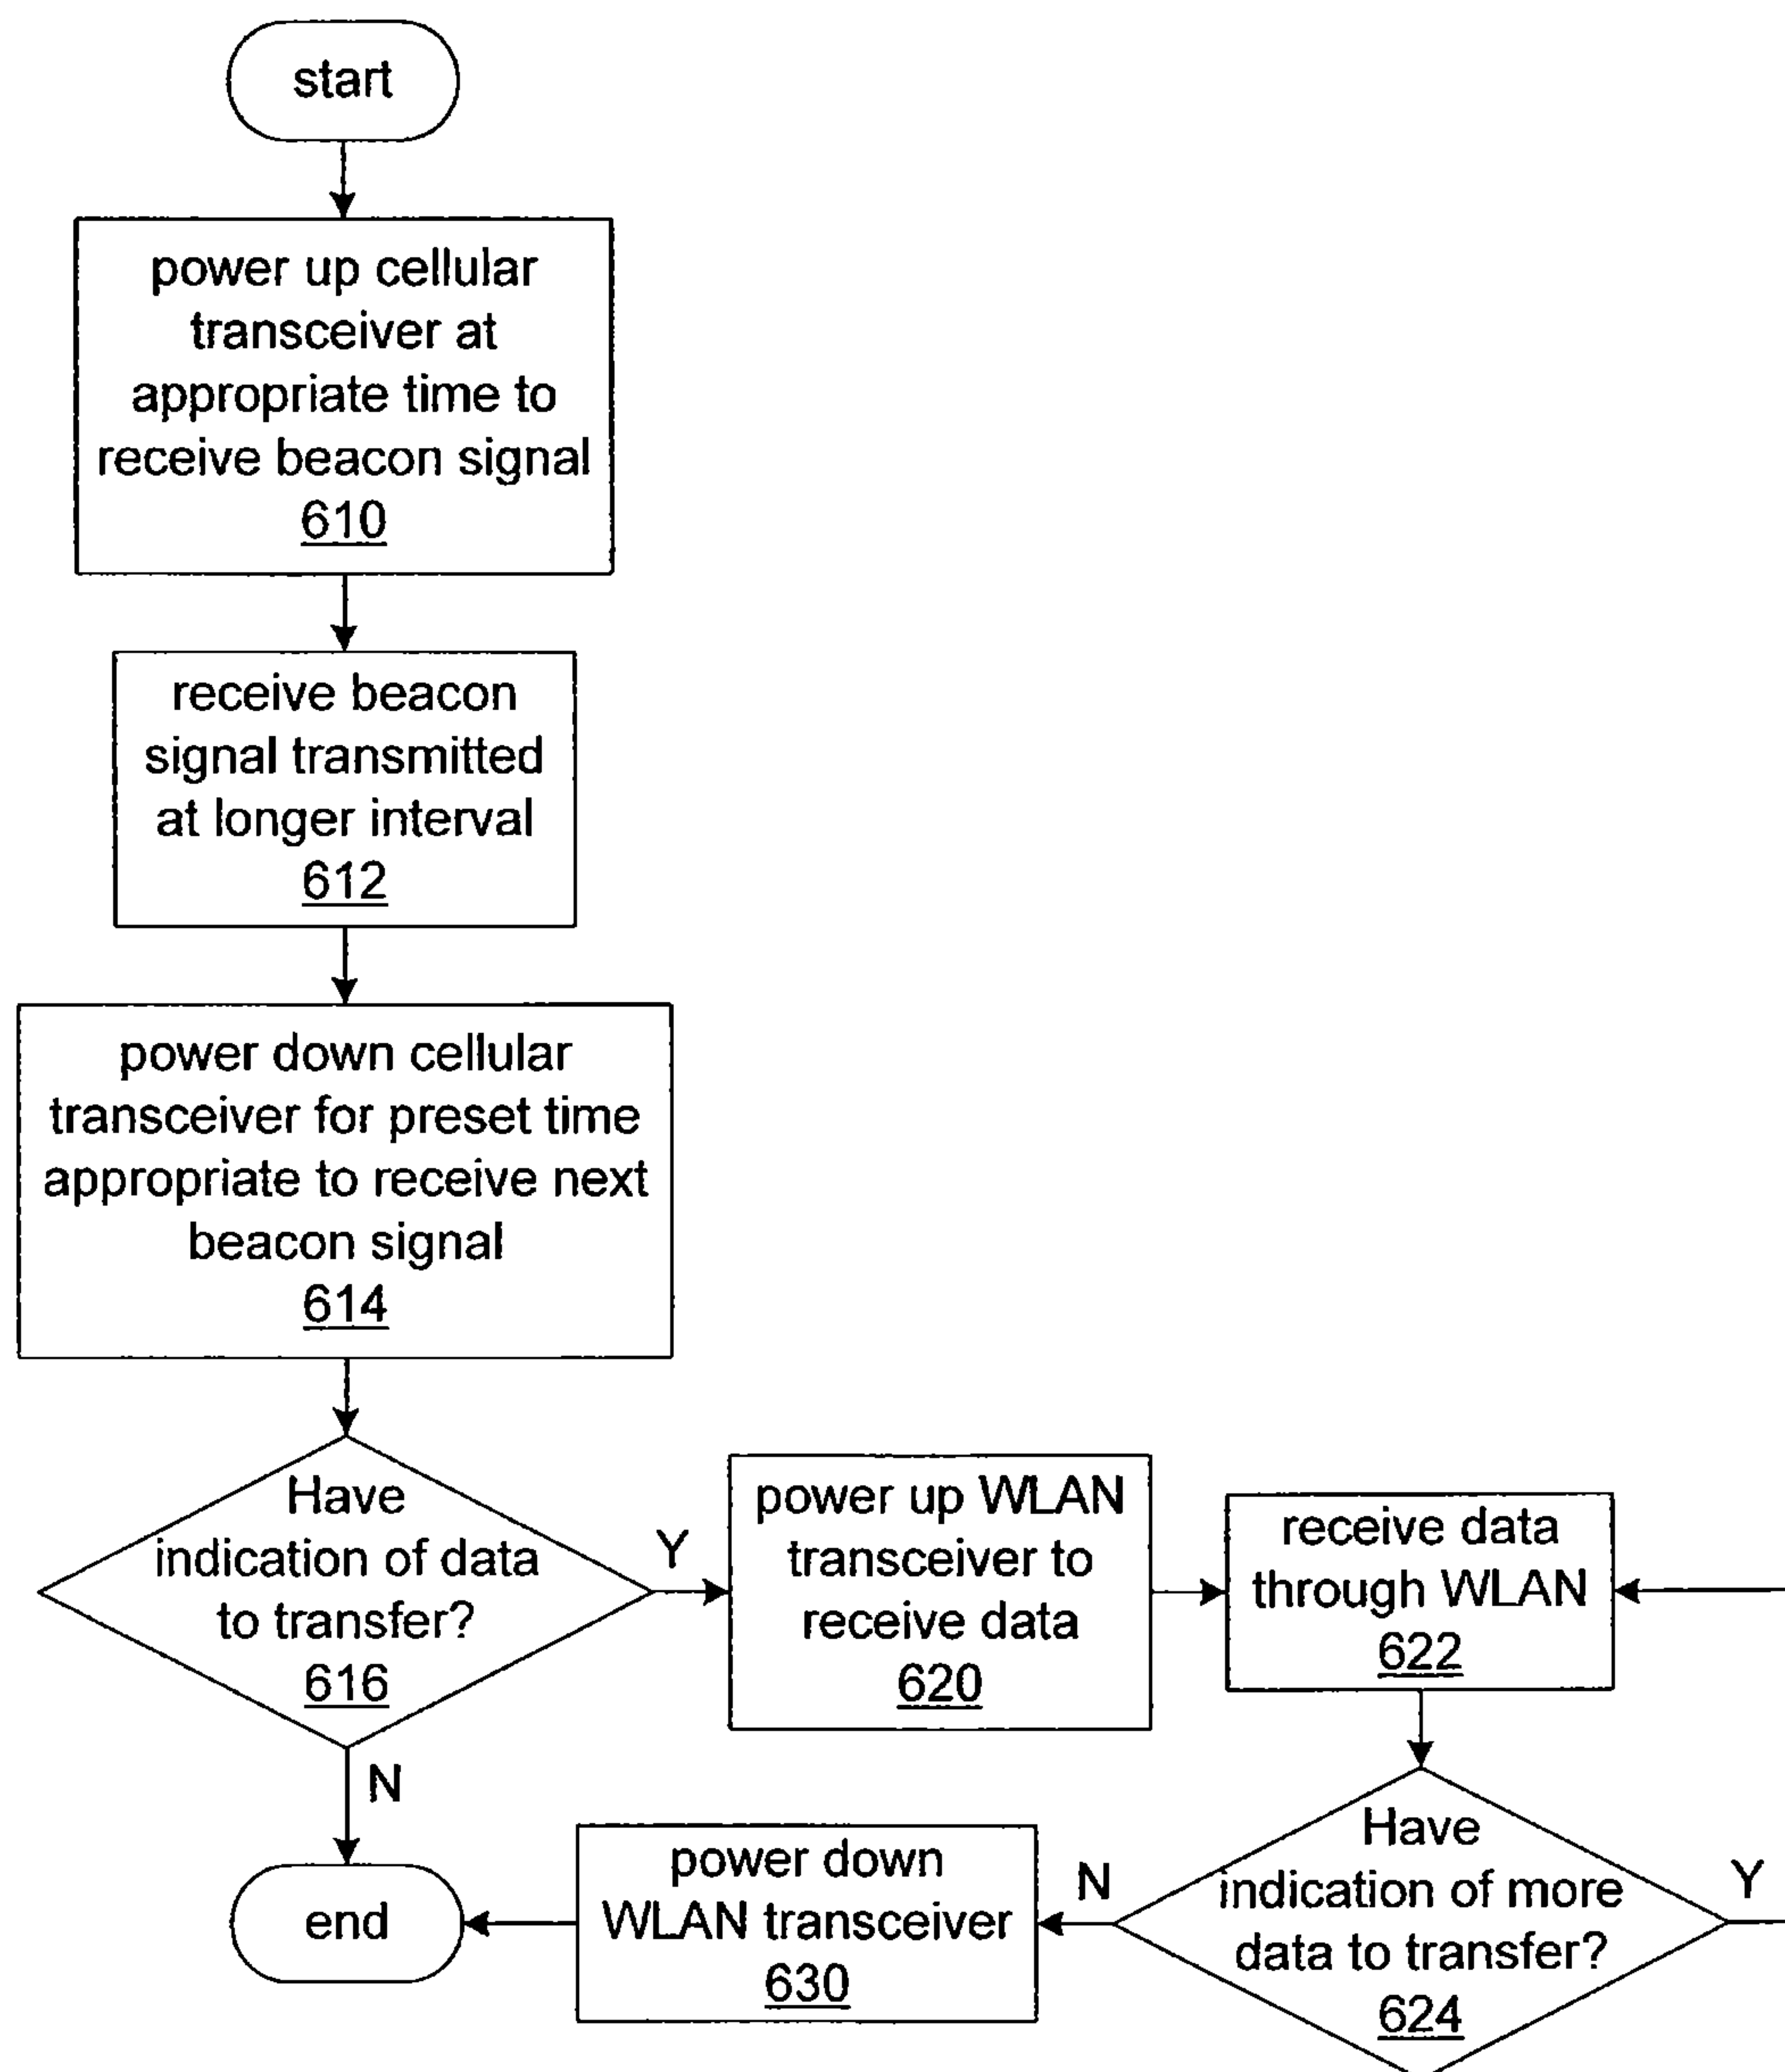 start
power up cellular
transceiver at
appropriate time to
receive beacon signal
610
receive beacon
signal transmitted
at longer interval
612
power down cellular
transceiver for preset time
appropriate to receive next
beacon signal
614
Have
indication of data
to transfer?
616
Y
N
power up WLAN
transceiver to
receive data
620
receive data
through WLAN
622
Have
indication of more
data to transfer?
624
Y
N
power down
WLAN transceiver
630
end